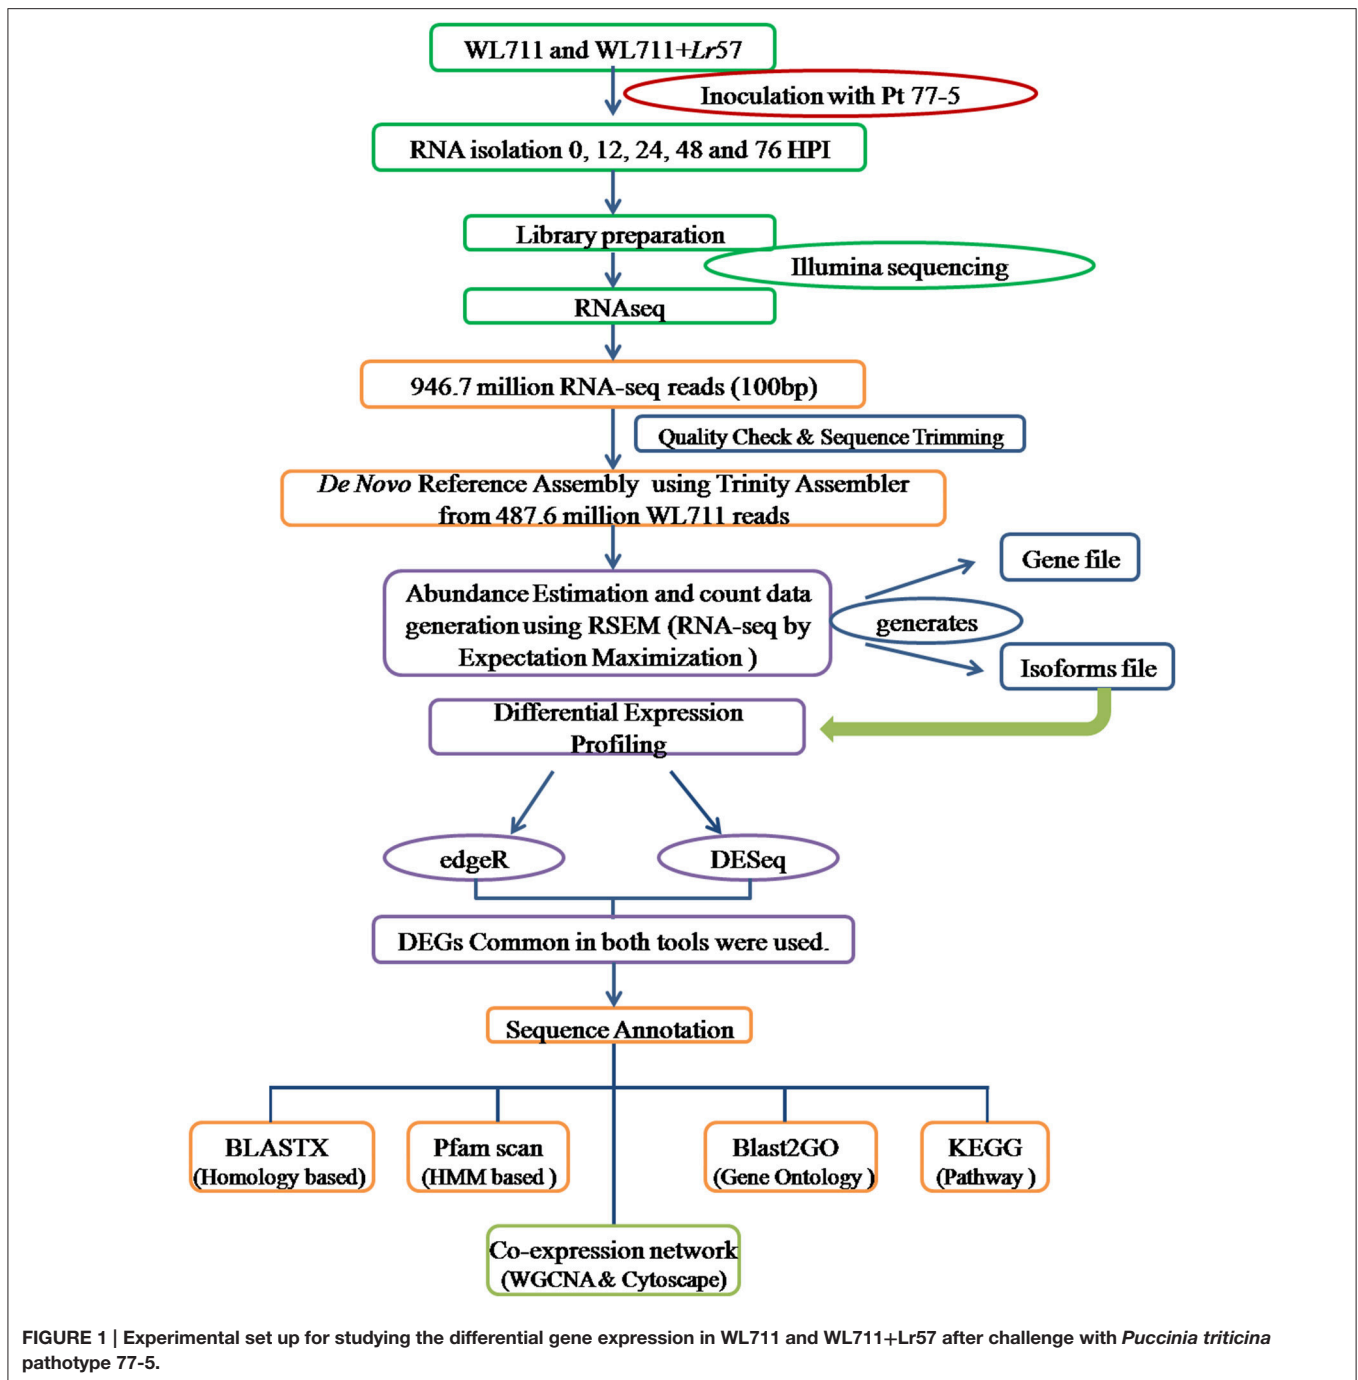 WL711 and WL711+Lr57
Inoculation with Pt 77-5
RNA isolation 0, 12, 24, 48 and 76 HPI
Library preparation
Illumina sequencing
RNAseq
946.7 million RNA-seq reads (100bp)
Quality Check & Sequence Trimming
De Novo Reference Assembly using Trinity Assembler
from 487.6 million WL711 reads
Gene file
Abundance Estimation and count data
generation using RSEM (RNA-seq by
Expectation Maximization )
generates
Isoforms file
Differential Expression
Profiling
edgeR
DESeq
DEGs Common in both tools were used.
Sequence Annotation
BLASTX
(Homology based)
Pfam scan
(HMM based )
Blast2GO
(Gene Ontology )
KEGG
(Pathway )
Co-expression network
(WGCNA & Cytoscape)
FIGURE 1 | Experimental set up for studying the differential gene expression in WL711 and WL711+Lr57 after challenge with Puccinia triticina
pathotype 77-5.